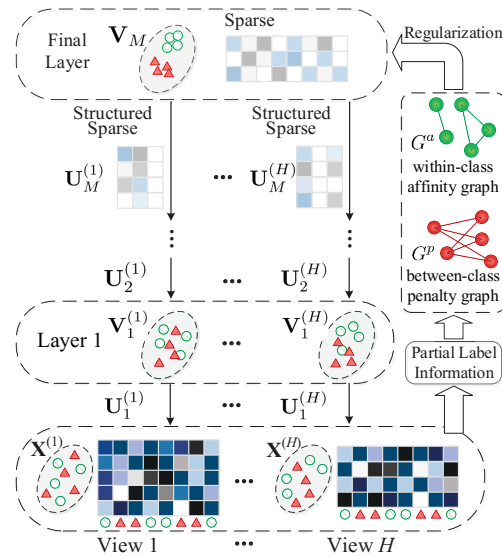 Final
Layer
V_M
Sparse
Regularization
Structured
Sparse
Structured
Sparse
U_M^(1)
...
U_M^(H)
G^a
within-class
affinity graph
G^p
between-class
penalty graph
U_2^(1)
...
U_2^(H)
Layer 1
V_1^(1)
...
V_1^(H)
Partial Label
Information
U_1^(1)
...
U_1^(H)
X^(1)
...
X^(H)
View 1 ... View H